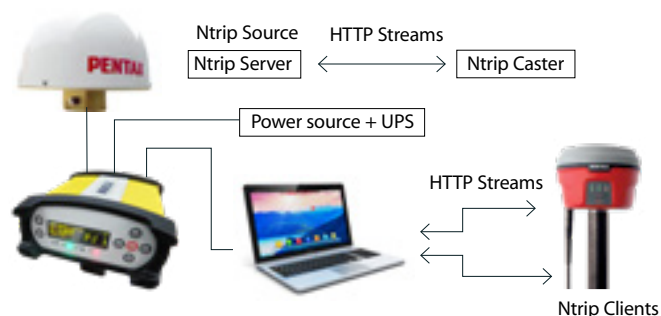 Ntrip Source
HTTP Streams
Ntrip Server
Ntrip Caster
PENTAX
Power source + UPS
HTTP Streams
Ntrip Clients